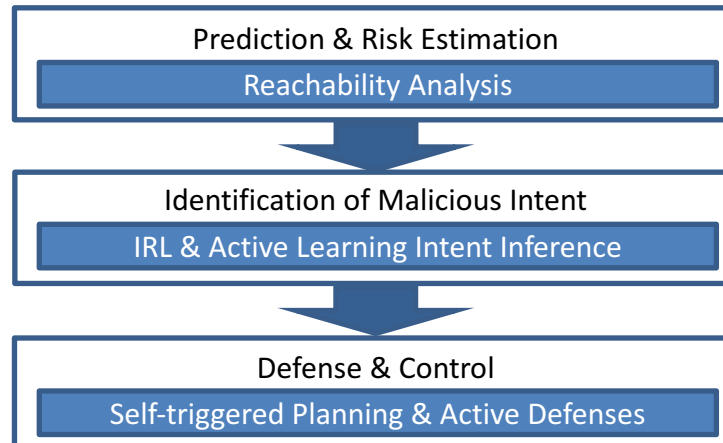 Prediction & Risk Estimation
Reachability Analysis
Identification of Malicious Intent
IRL & Active Learning Intent Inference
Defense & Control
Self-triggered Planning & Active Defenses